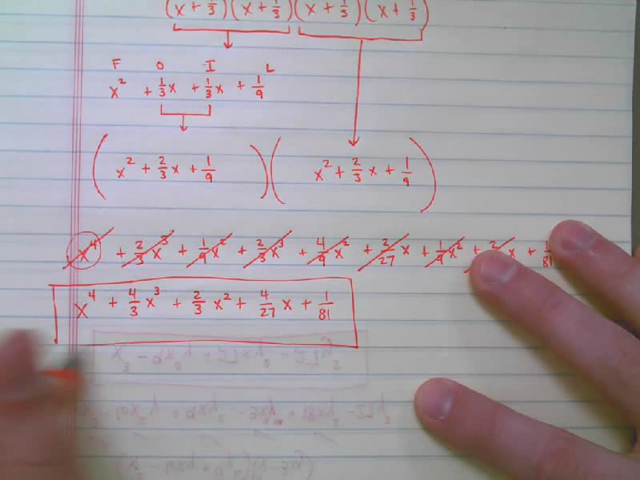 (x + 1/3)(x + 1/3)(x + 1/3)(x + 1/3)
F O I L
x² + 1/3x + 1/3x + 1/9
(x² + 2/3x + 1/9)(x² + 2/3x + 1/9)
x⁴ + 2/3x³ + 1/9x² + 2/3x³ + 4/9x² + 2/27x + 1/9x² + 2/ x + 1/81
x⁴ + 4/3x³ + 2/3x² + 4/27x + 1/81